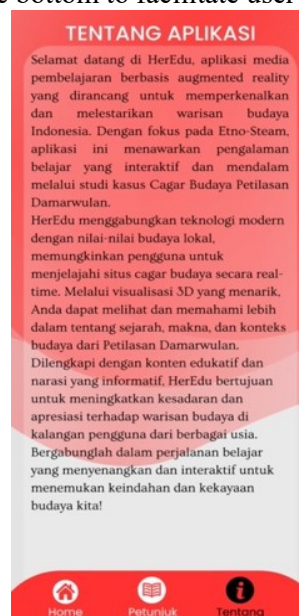 e bottom to facilitate user
TENTANG APLIKASI
Selamat datang di HerEdu, aplikasi media
pembelajaran berbasis augmented reality
yang dirancang untuk memperkenalkan
dan melestarikan warisan budaya
Indonesia. Dengan fokus pada Etno-Steam,
aplikasi ini menawarkan pengalaman
belajar yang interaktif dan mendalam
melalui studi kasus Cagar Budaya Petilasan
Damarwulan.
HerEdu menggabungkan teknologi modern
dengan nilai-nilai budaya lokal,
memungkinkan pengguna untuk
menjelajahi situs cagar budaya secara real-
time. Melalui visualisasi 3D yang menarik,
Anda dapat melihat dan memahami lebih
dalam tentang sejarah, makna, dan konteks
budaya dari Petilasan Damarwulan.
Dilengkapi dengan konten edukatif dan
narasi yang informatif, HerEdu bertujuan
untuk meningkatkan kesadaran dan
apresiasi terhadap warisan budaya di
kalangan pengguna dari berbagai usia.
Bergabunglah dalam perjalanan belajar
yang menyenangkan dan interaktif untuk
menemukan keindahan dan kekayaan
budaya kita!
Home Petunjuk Tentang